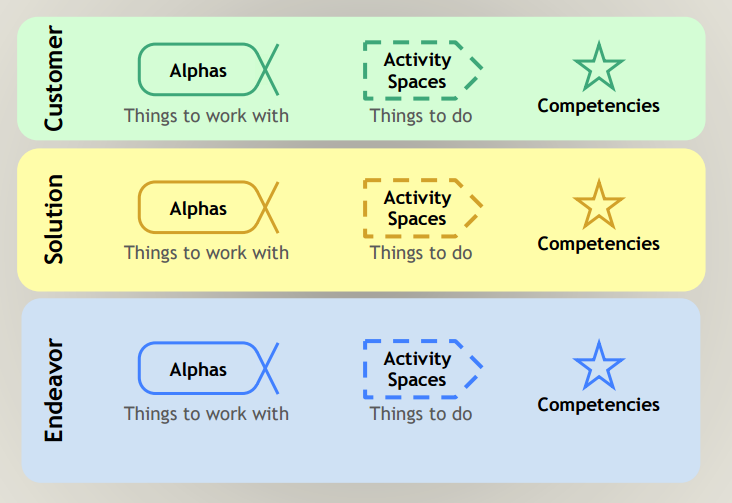 Customer
Alphas
Things to work with
Activity
Spaces
Things to do
Competencies
Solution
Alphas
Things to work with
Activity
Spaces
Things to do
Competencies
Endeavor
Alphas
Things to work with
Activity
Spaces
Things to do
Competencies